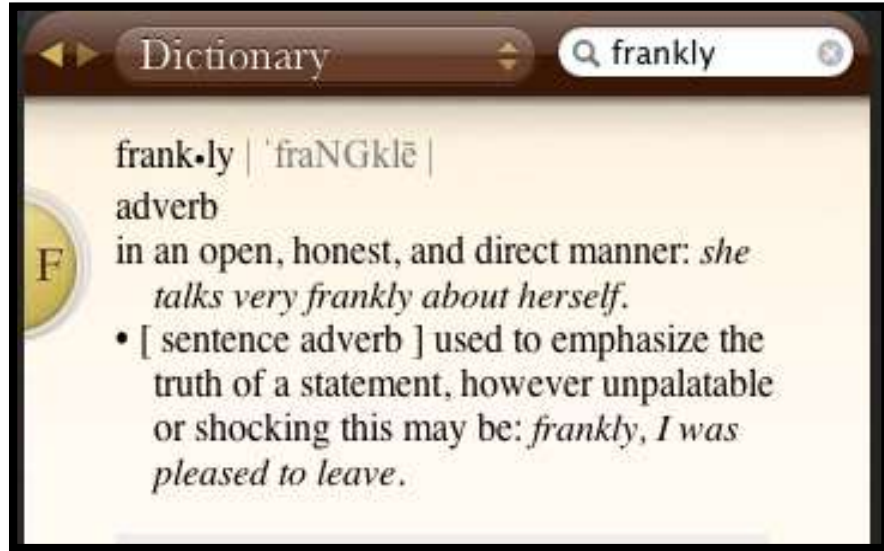 Dictionary frankly
frank•ly | ˈfraNGklē |
adverb
in an open, honest, and direct manner: she
F
talks very frankly about herself.
• [ sentence adverb ] used to emphasize the
truth of a statement, however unpalatable
or shocking this may be: frankly, I was
pleased to leave.